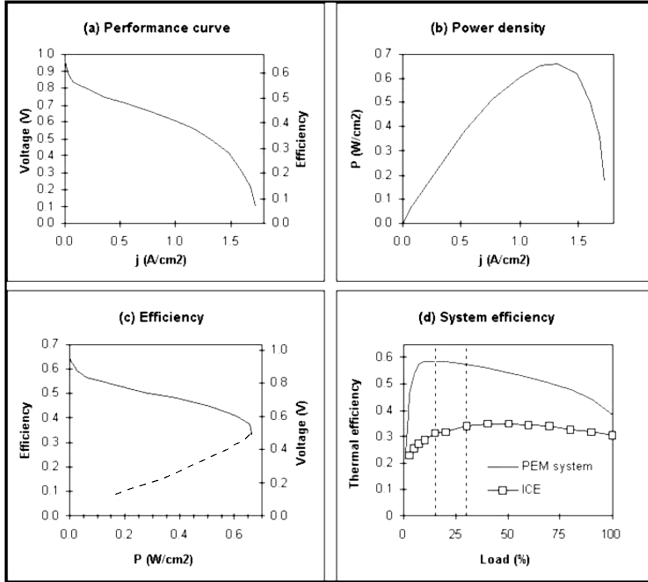 (a) Performance curve
Voltage (V)
1.0
0.9
0.8
0.7
0.6
0.5
0.4
0.3
0.2
0.1
0.0
0.6
0.5
0.4
0.3
0.2
0.1
0.0
Efficiency
0.0 0.5 1.0 1.5
j (A/cm2)
(b) Power density
P (W/cm2)
0.7
0.6
0.5
0.4
0.3
0.2
0.1
0
0.0 0.5 1.0 1.5
j (A/cm2)
(c) Efficiency
Efficiency
0.7
0.6
0.5
0.4
0.3
0.2
0.1
0.0
1.0
0.8
0.6
0.4
0.2
0.0
Voltage (V)
0.0 0.2 0.4 0.6
P (W/cm2)
(d) System efficiency
Thermal efficiency
0.6
0.5
0.4
0.3
0.2
0.1
0
PEM system
ICE
0 25 50 75 100
Load (%)